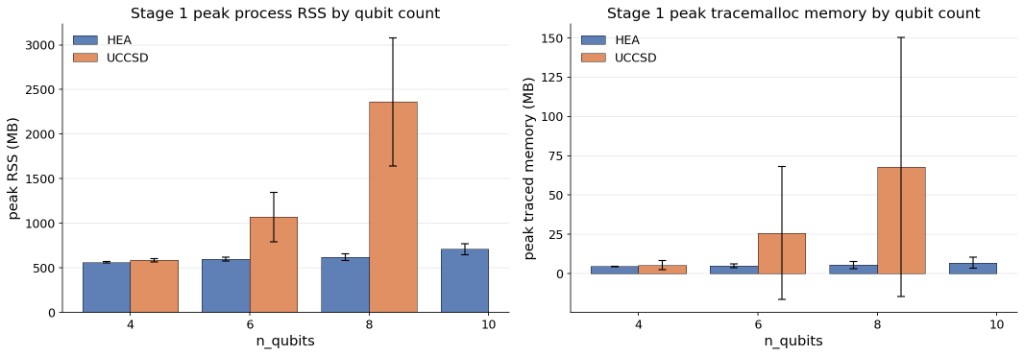 Stage 1 peak process RSS by qubit count
HEA
UCCSD
peak RSS (MB)
3000
2500
2000
1500
1000
500
0
4
6
8
10
n_qubits
Stage 1 peak tracemalloc memory by qubit count
HEA
UCCSD
peak traced memory (MB)
150
125
100
75
50
25
0
4
6
8
10
n_qubits